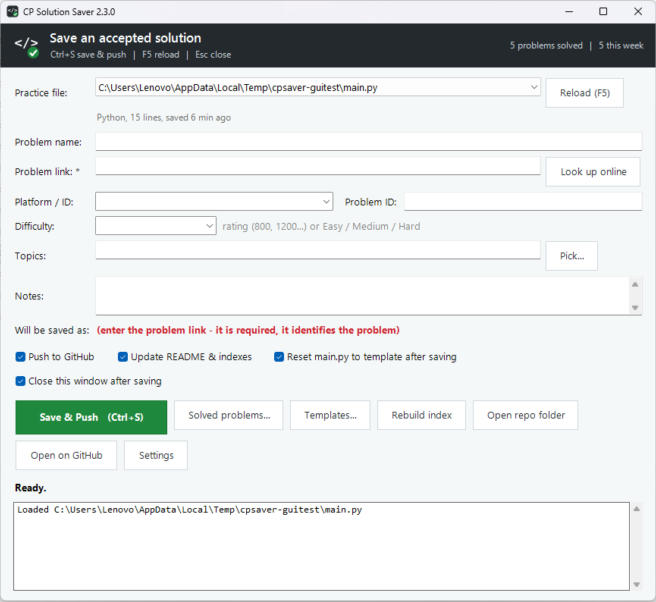 CP Solution Saver 2.3.0
</> Save an accepted solution
Ctrl+S save & push | F5 reload | Esc close
5 problems solved | 5 this week
Practice file: C:\Users\Lenovo\AppData\Local\Temp\cpsaver-guitest\main.py Reload (F5)
Python, 15 lines, saved 6 min ago
Problem name:
Problem link: * Look up online
Platform / ID: Problem ID:
Difficulty: rating (800, 1200...) or Easy / Medium / Hard
Topics: Pick...
Notes:
Will be saved as: (enter the problem link - it is required, it identifies the problem)
Push to GitHub Update README & indexes Reset main.py to template after saving
Close this window after saving
Save & Push (Ctrl+S) Solved problems... Templates... Rebuild index Open repo folder
Open on GitHub Settings
Ready.
Loaded C:\Users\Lenovo\AppData\Local\Temp\cpsaver-guitest\main.py